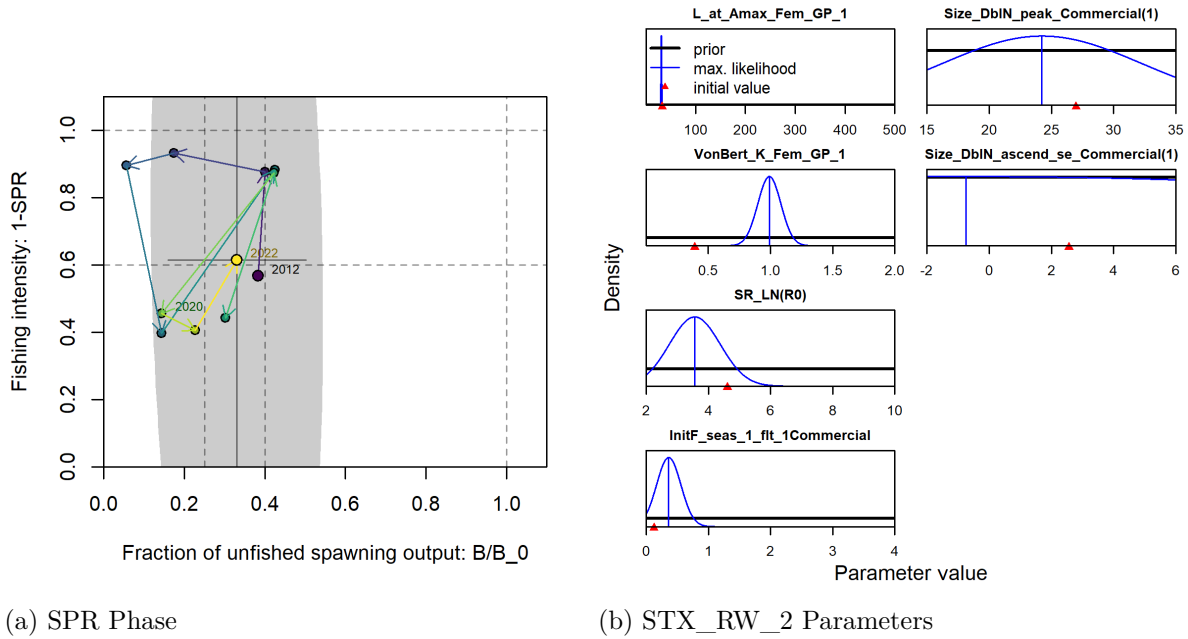 Fishing intensity: 1-SPR
1.0
0.8
0.6
0.4
0.2
0.0
2022
2012
2020
0.0 0.2 0.4 0.6 0.8 1.0
Fraction of unfished spawning output: B/B_0
(a) SPR Phase
L_at_Amax_Fem_GP_1
prior
max. likelihood
initial value
100 200 300 400 500
Size_DblN_peak_Commercial(1)
15 20 25 30 35
VonBert_K_Fem_GP_1
0.5 1.0 1.5 2.0
Size_DblN_ascend_se_Commercial(1)
-2 0 2 4 6
Density
SR_LN(R0)
2 4 6 8 10
InitF_seas_1_flt_1Commercial
0 1 2 3 4
Parameter value
(b) STX_RW_2 Parameters